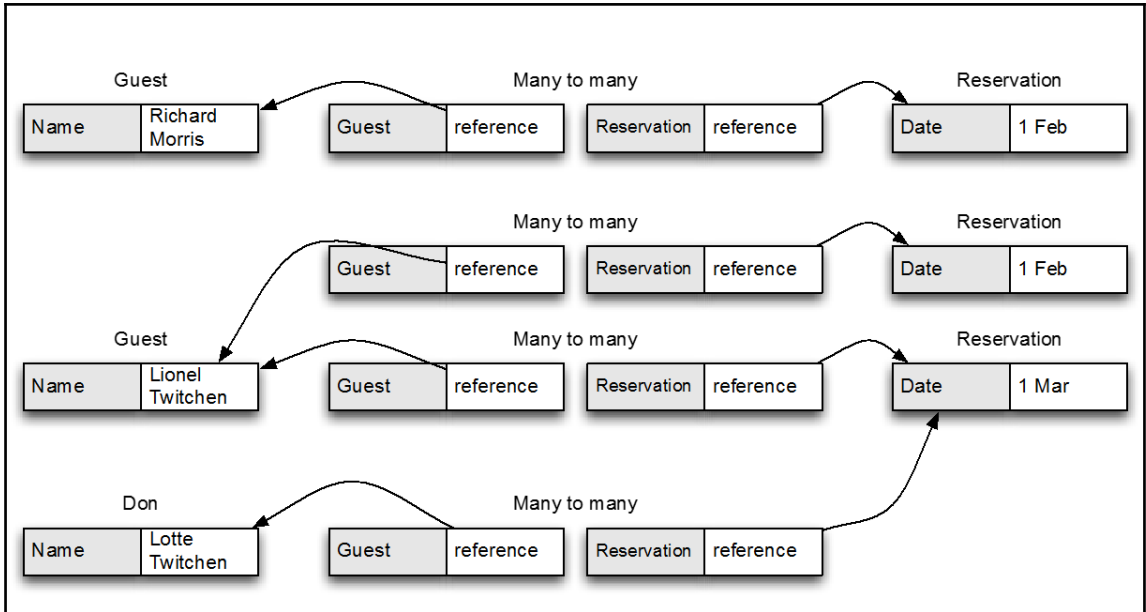 Guest Many to many Reservation
Name Richard Morris Guest reference Reservation reference Date 1 Feb
Many to many Reservation
Guest reference Reservation reference Date 1 Feb
Guest Many to many Reservation
Name Lionel Twitchen Guest reference Reservation reference Date 1 Mar
Don Many to many
Name Lotte Twitchen Guest reference Reservation reference